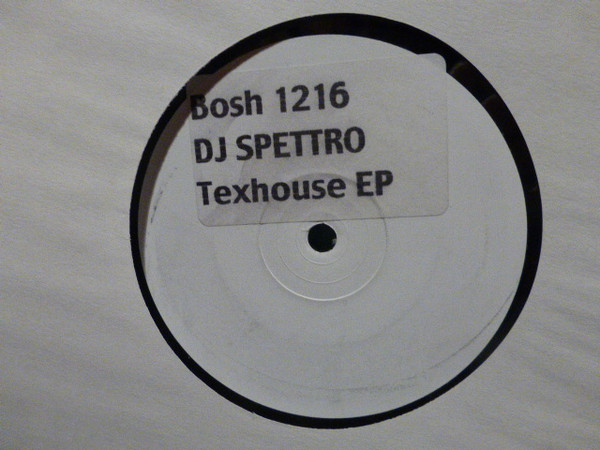 Bosh 1216
DJ SPETTRO
Texhouse EP